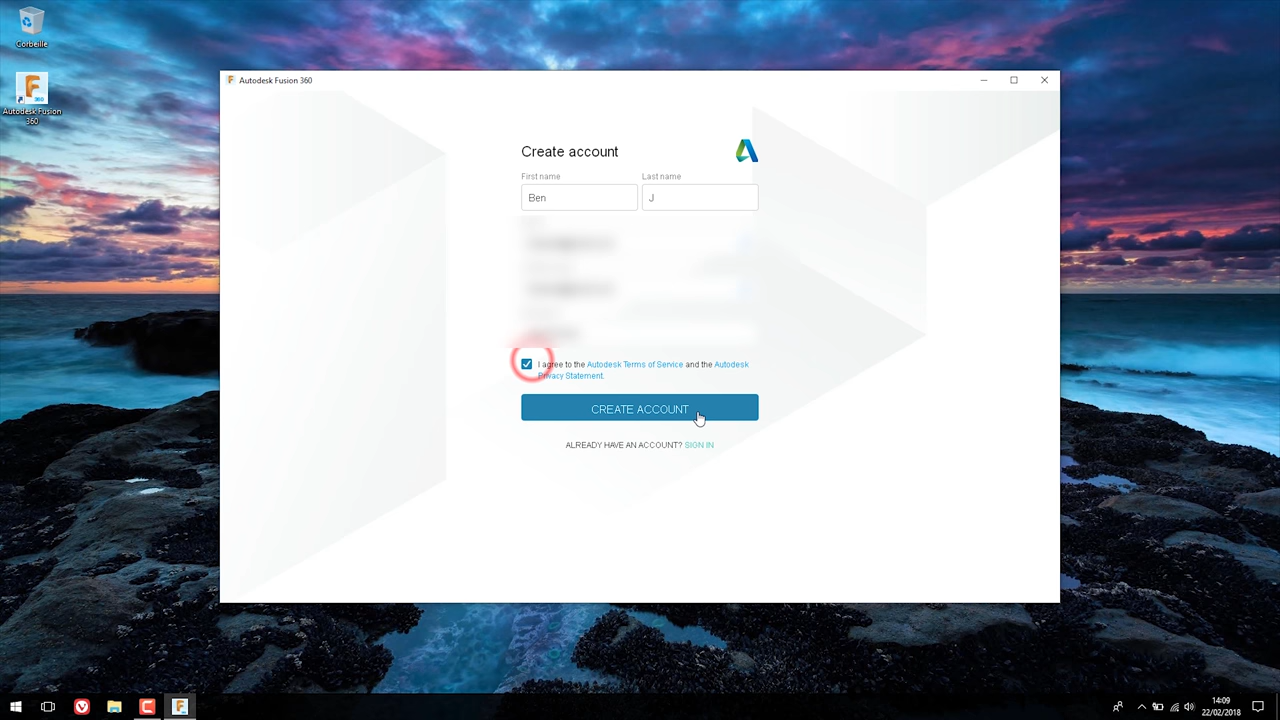 Corbeille
Autodesk Fusion
360
Autodesk Fusion 360
Create account
First name
Last name
Ben
J
I agree to the Autodesk Terms of Service and the Autodesk
Privacy Statement.
CREATE ACCOUNT
ALREADY HAVE AN ACCOUNT? SIGN IN
14:09
22/02/2018